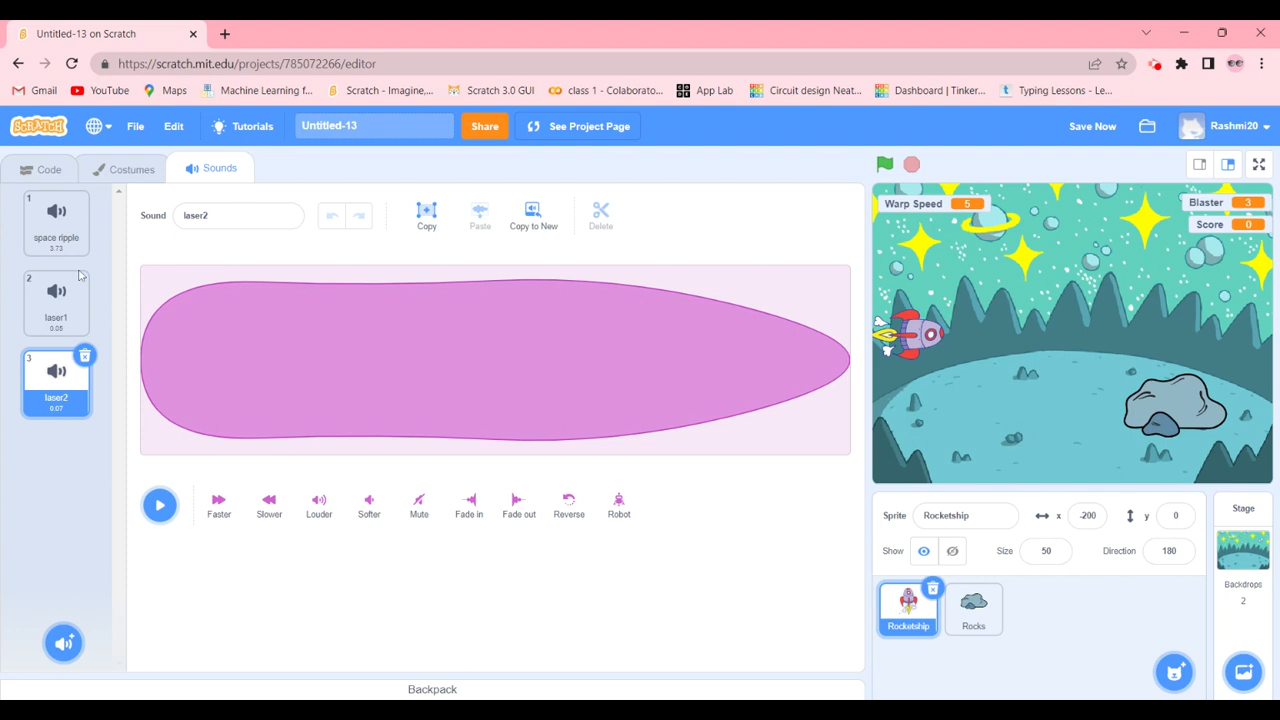 Untitled-13 on Scratch
https://scratch.mit.edu/projects/785072266/editor
Gmail YouTube Maps Machine Learning f... Scratch - Imagine,... Scratch 3.0 GUI class 1 - Colaborato... App Lab Circuit design Neat... Dashboard | Tinker... Typing Lessons - Le...
SCRATCH File Edit Tutorials Untitled-13 Share See Project Page Save Now Rashmi20
Code Costumes Sounds
1
space ripple
3.73
2
laser1
0.05
3
laser2
0.07
Sound laser2 Copy Paste Copy to New Delete
Faster Slower Louder Softer Mute Fade in Fade out Reverse Robot
Warp Speed 5
Blaster 3
Score 0
Sprite Rocketship x -200 y 0
Show Size 50 Direction 180
Rocketship Rocks
Stage
Backdrops
2
Backpack